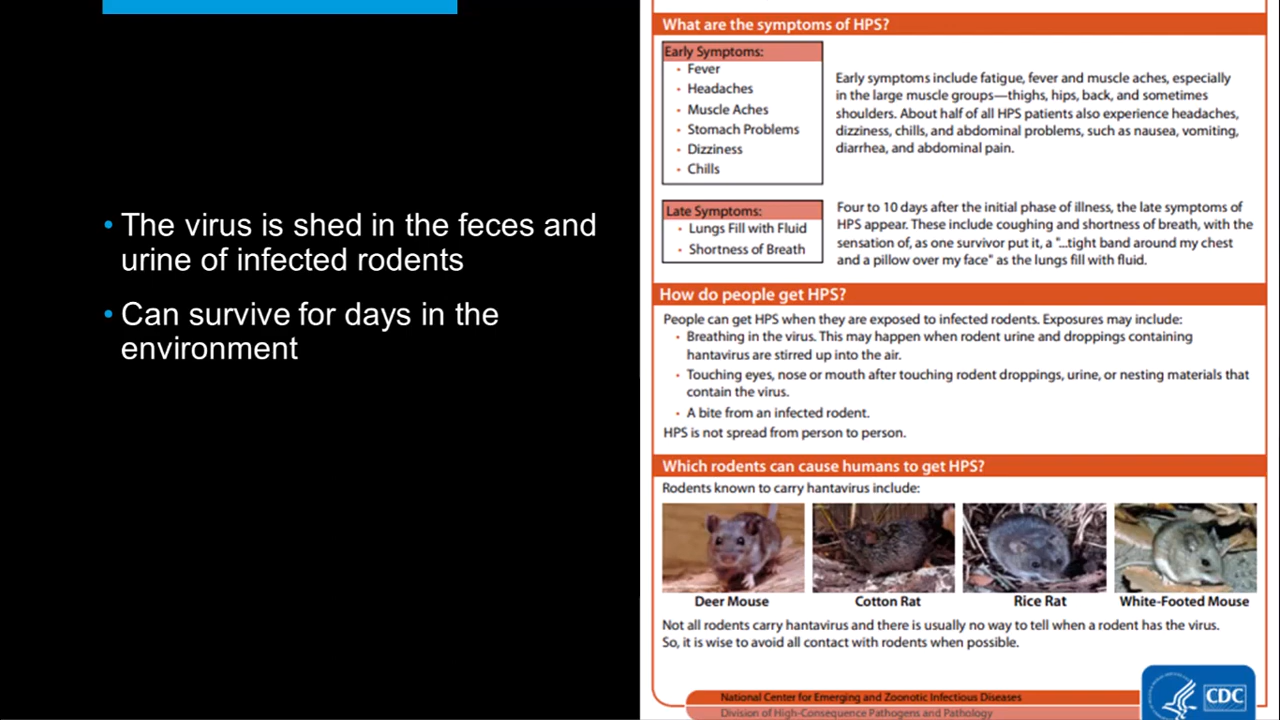 • The virus is shed in the feces and
urine of infected rodents
• Can survive for days in the
environment
What are the symptoms of HPS?
Early Symptoms:
• Fever
• Headaches
• Muscle Aches
• Stomach Problems
• Dizziness
• Chills
Early symptoms include fatigue, fever and muscle aches, especially
in the large muscle groups—thighs, hips, back, and sometimes
shoulders. About half of all HPS patients also experience headaches,
dizziness, chills, and abdominal problems, such as nausea, vomiting,
diarrhea, and abdominal pain.
Late Symptoms:
• Lungs Fill with Fluid
• Shortness of Breath
Four to 10 days after the initial phase of illness, the late symptoms of
HPS appear. These include coughing and shortness of breath, with the
sensation of, as one survivor put it, a "...tight band around my chest
and a pillow over my face" as the lungs fill with fluid.
How do people get HPS?
People can get HPS when they are exposed to infected rodents. Exposures may include:
• Breathing in the virus. This may happen when rodent urine and droppings containing
hantavirus are stirred up into the air.
• Touching eyes, nose or mouth after touching rodent droppings, urine, or nesting materials that
contain the virus.
• A bite from an infected rodent.
HPS is not spread from person to person.
Which rodents can cause humans to get HPS?
Rodents known to carry hantavirus include:
Deer Mouse
Cotton Rat
Rice Rat
White-Footed Mouse
Not all rodents carry hantavirus and there is usually no way to tell when a rodent has the virus.
So, it is wise to avoid all contact with rodents when possible.
National Center for Emerging and Zoonotic Infectious Diseases
Division of High-Consequence Pathogens and Pathology
CDC